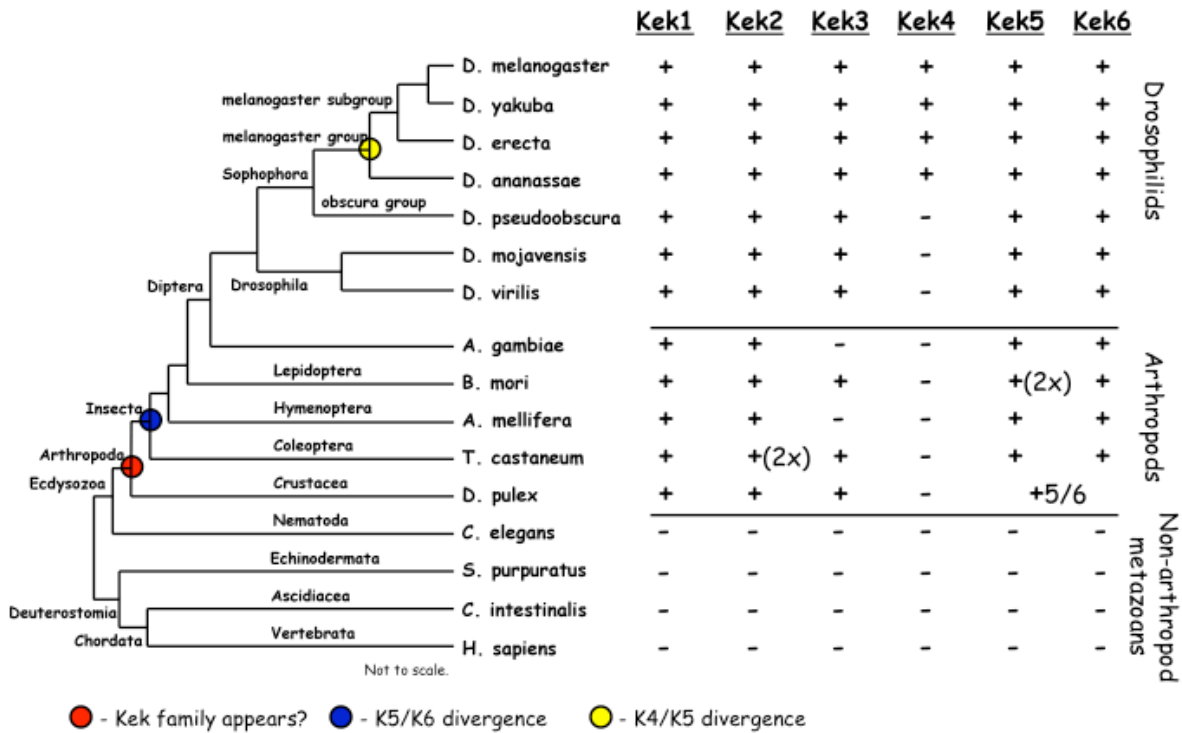 Kek1 Kek2 Kek3 Kek4 Kek5 Kek6
D. melanogaster + + + + + +
melanogaster subgroup
D. yakuba + + + + + +
melanogaster group
D. erecta + + + + + +
Sophophora
D. ananassae + + + + + +
obscura group
D. pseudoobscura + + + - + +
D. mojavensis + + + - + +
Diptera Drosophila
D. virilis + + + - + +
Drosophilids
A. gambiae + + - - + +
Lepidoptera
B. mori + + + - +(2x) +
Insecta Hymenoptera
A. mellifera + + - - + +
Coleoptera
Arthropoda T. castaneum + +(2x) + - + +
Ecdysozoa Crustacea
D. pulex + + + - +5/6
Arthropods
Nematoda
C. elegans - - - - - -
Echinodermata
S. purpuratus - - - - - -
Ascidiacea
Deuterostomia C. intestinalis - - - - - -
Chordata Vertebrata
H. sapiens - - - - - -
Non-arthropod
metazoans
Not to scale.
- Kek family appears? - K5/K6 divergence - K4/K5 divergence